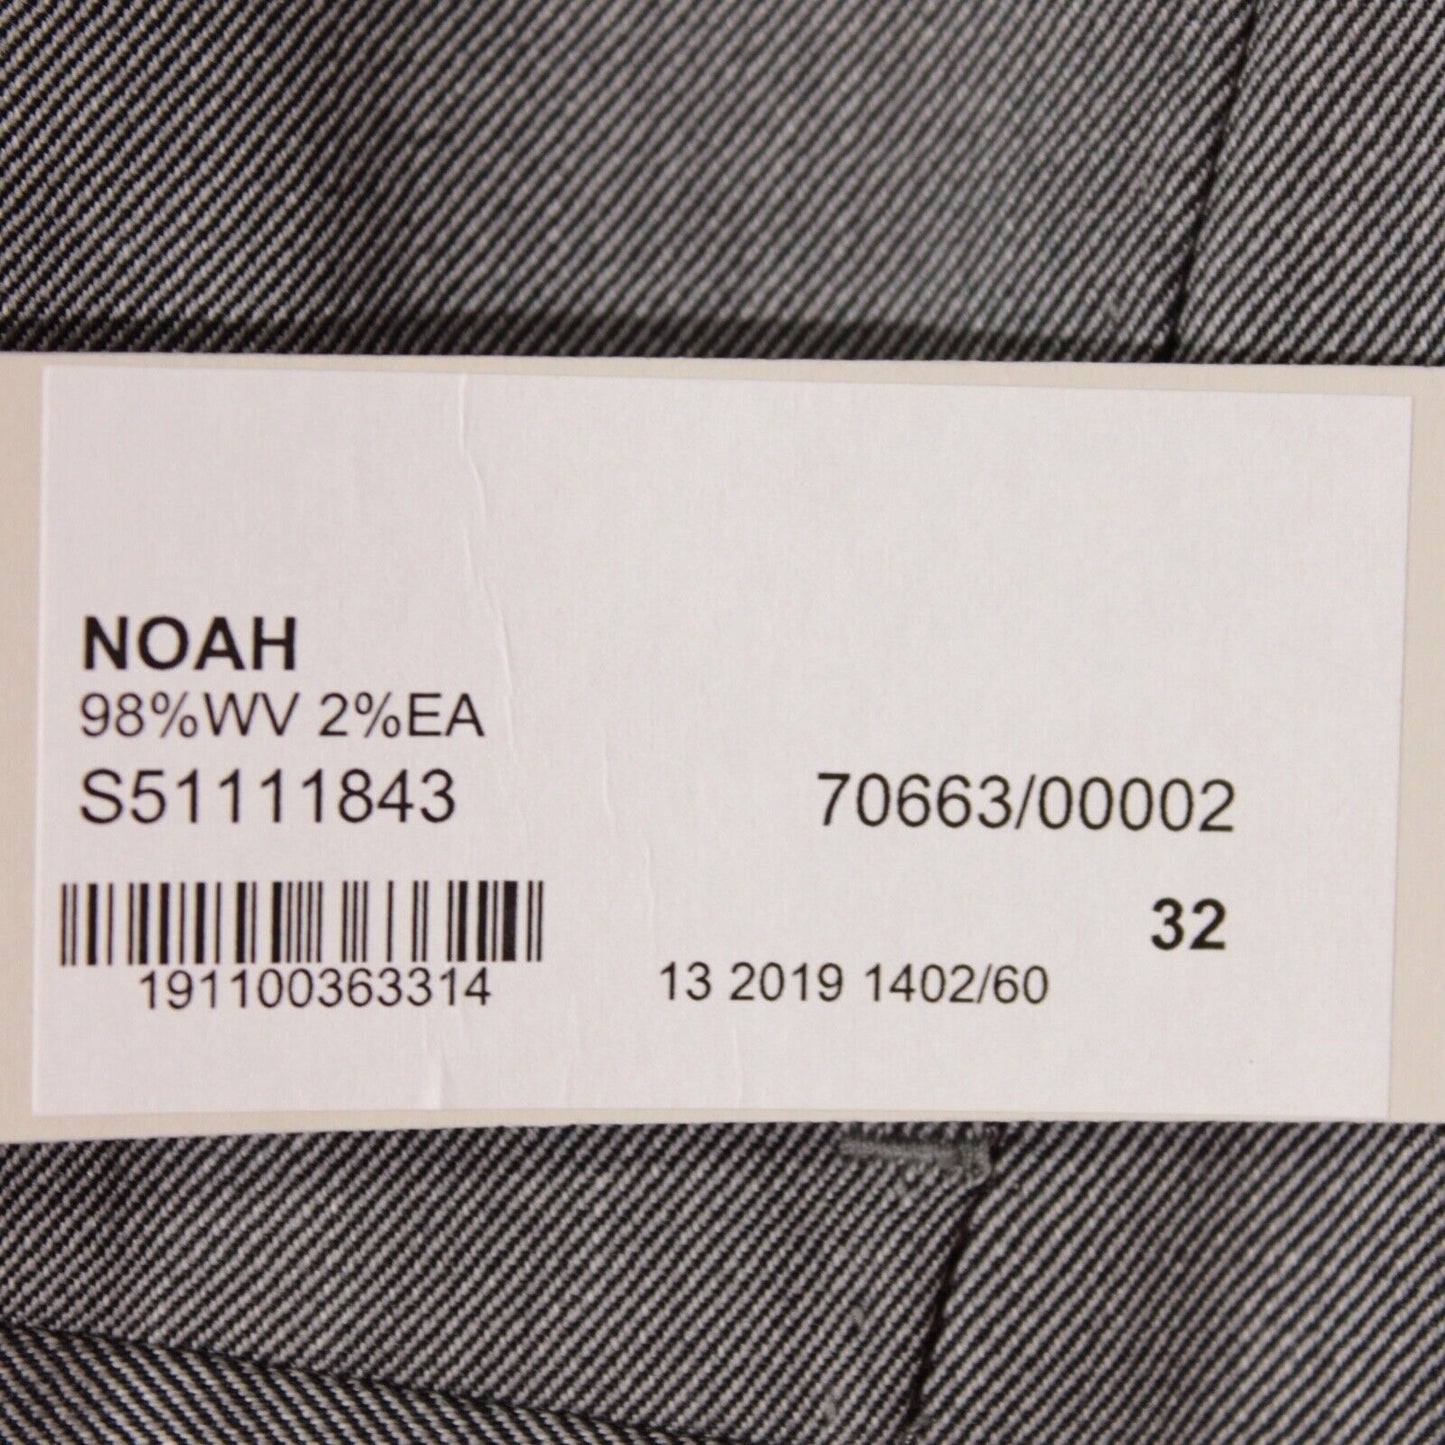 NOAH
98%WV 2%EA
S51111843 70663/00002
32
191100363314 13 2019 1402/60